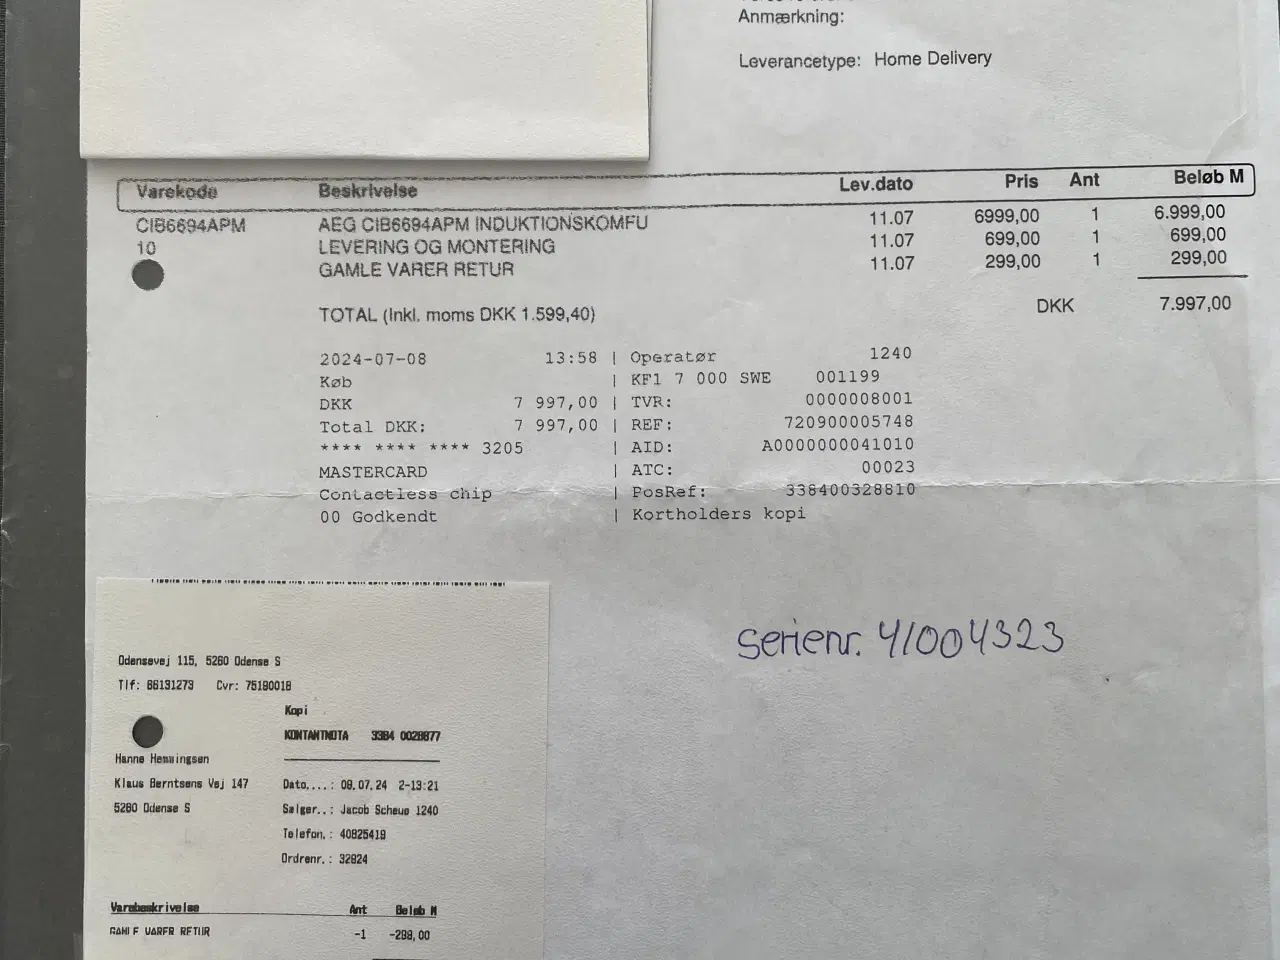 Anmærkning:
Leverancetype: Home Delivery
Varekode Beskrivelse Lev.dato Pris Ant Beløb M
CIB6694APM AEG CIB6694APM INDUKTIONSKOMFU 11.07 6999,00 1 6.999,00
10 LEVERING OG MONTERING 11.07 699,00 1 699,00
GAMLE VARER RETUR 11.07 299,00 1 299,00
TOTAL (Inkl. moms DKK 1.599,40) DKK 7.997,00
2024-07-08 13:58 | Operatør 1240
Køb | KF1 7 000 SWE 001199
DKK 7 997,00 | TVR: 0000008001
Total DKK: 7 997,00 | REF: 720900005748
**** **** **** 3205 | AID: A0000000041010
MASTERCARD | ATC: 00023
Contactless chip | PosRef: 338400328810
00 Godkendt | Kortholders kopi
Serienr. 41004323
Odensevej 115, 5260 Odense S
Tlf: 66131273 Cvr: 75190018
Kopi
KONTANTNOTA 3384 0028877
Hanne Hemmingsen
Klaus Berntsens Vej 147 Dato....: 09.07.24 2-13:21
5260 Odense S Sælger..: Jacob Scheue 1240
Telefon.: 40825419
Ordrenr.: 32824
Varebeskrivelse Ant Beløb M
GAMLE VARER RETUR -1 -299,00